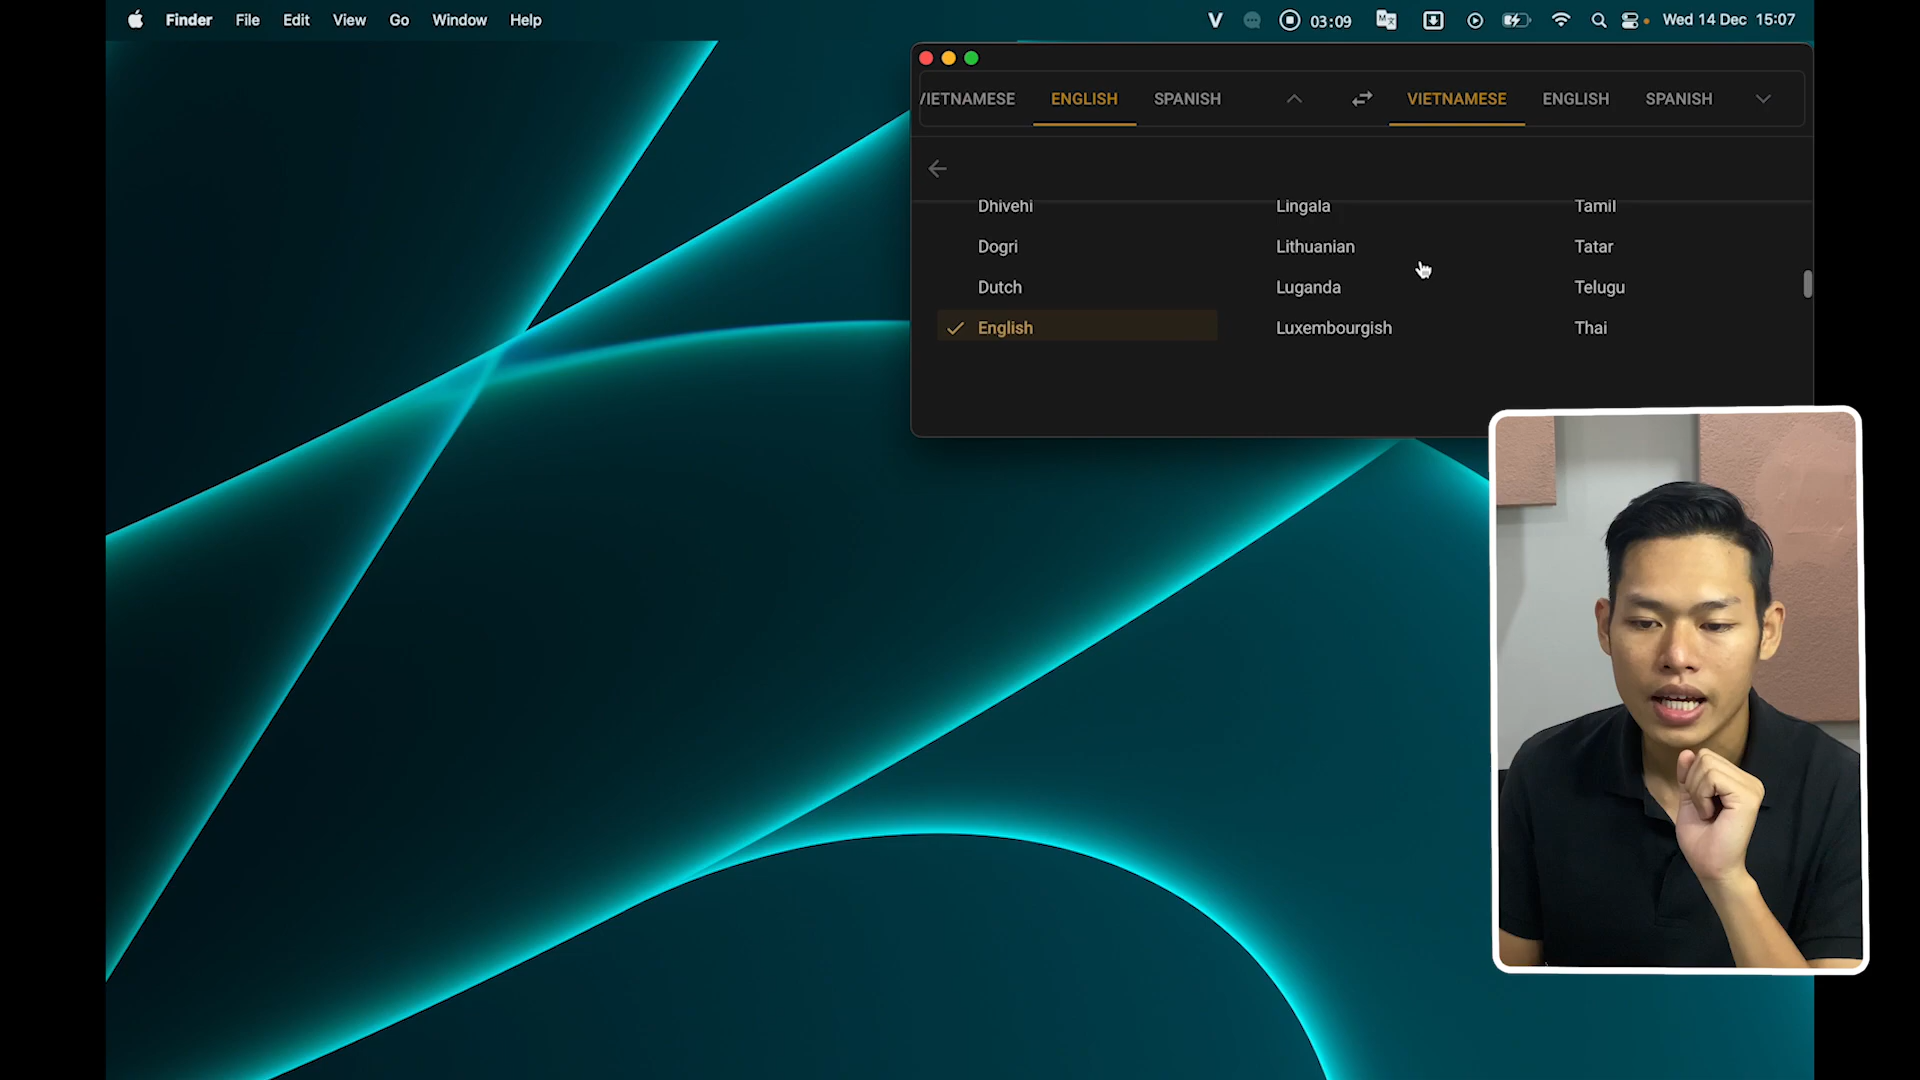 Finder File Edit View Go Window Help V 03:09 Wed 14 Dec 15:07
VIETNAMESE ENGLISH SPANISH VIETNAMESE ENGLISH SPANISH
Dhivehi Lingala Tamil
Dogri Lithuanian Tatar
Dutch Luganda Telugu
English Luxembourgish Thai